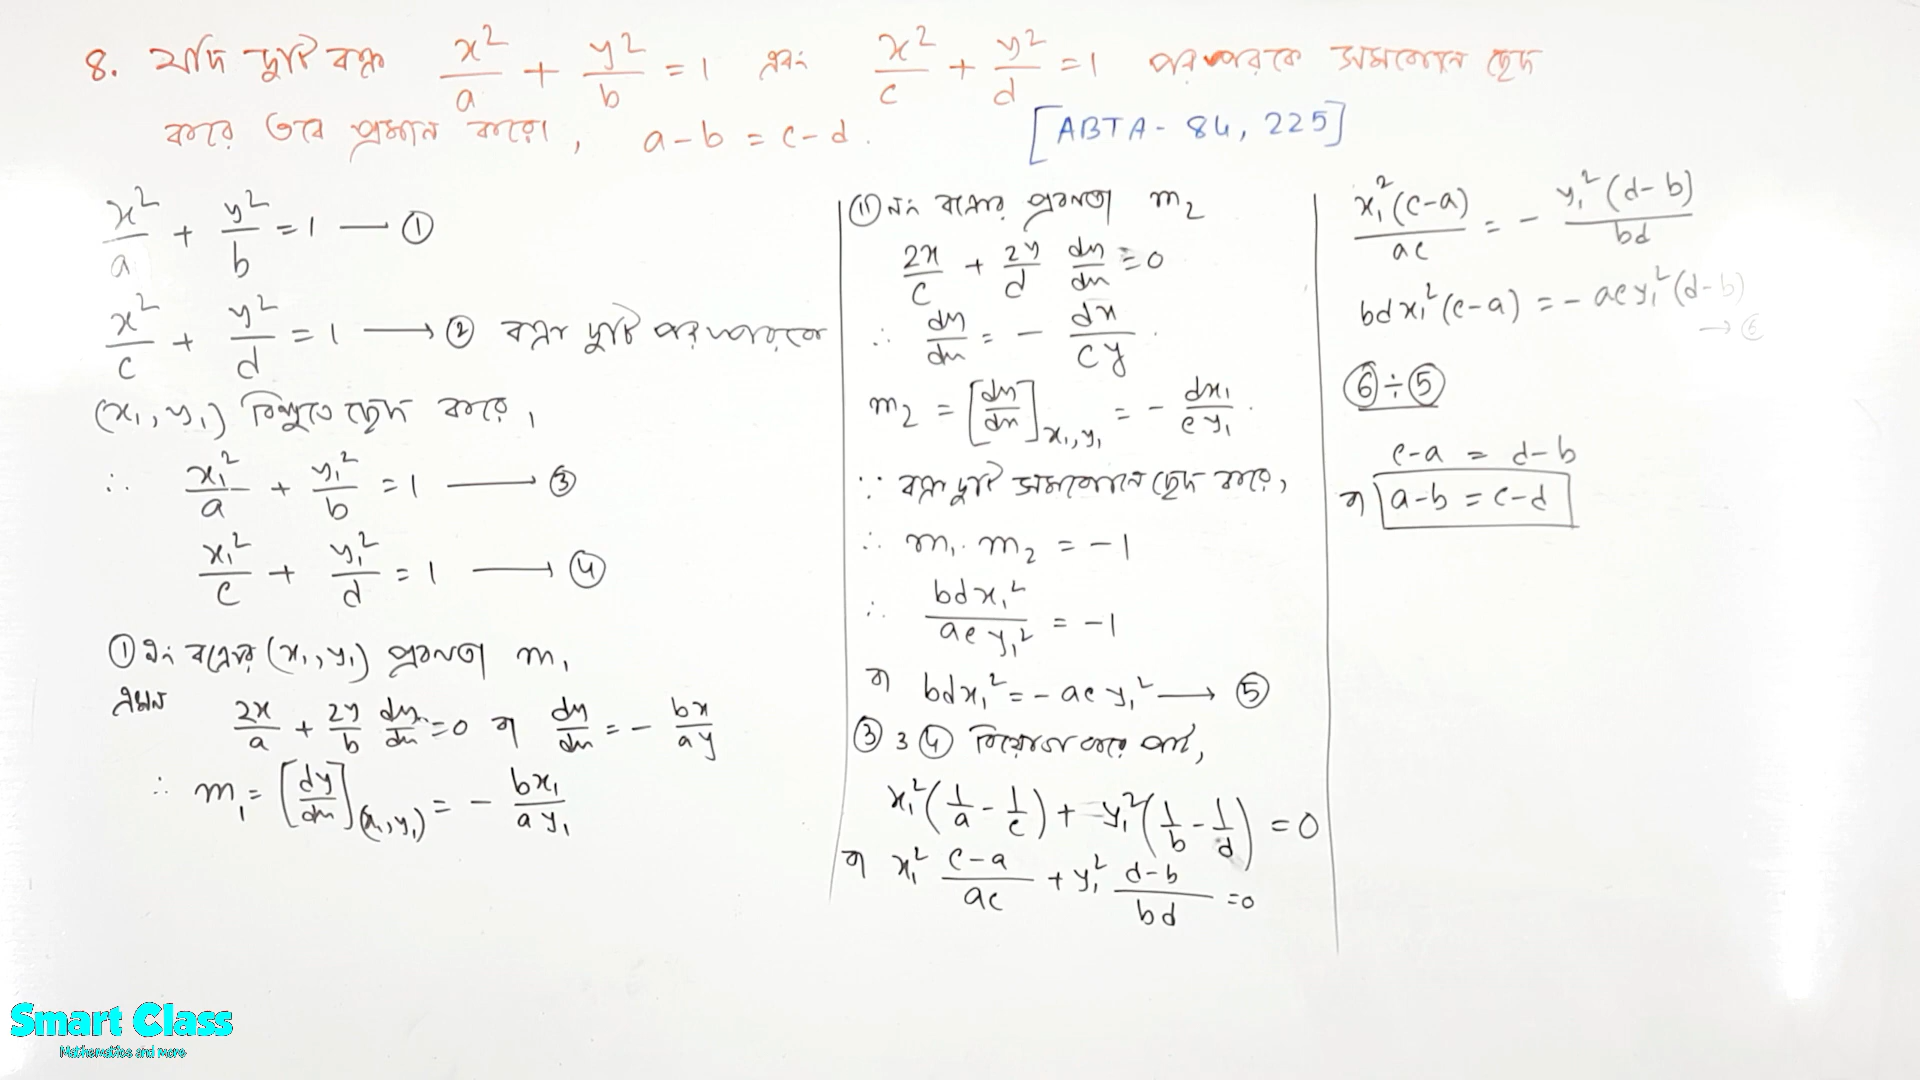 8. যদি দুটি বক্র x²/a + y²/b = 1 এবং x²/c + y²/d = 1 পরস্পরকে সমকোণে ছেদ
করে তবে প্রমাণ করো, a-b = c-d. [ABTA - 84, 225]
x²/a + y²/b = 1 — ①
x²/c + y²/d = 1 → ② বক্র দুটি পরস্পরকে
(x₁, y₁) বিন্দুতে ছেদ করে,
∴ x₁²/a + y₁²/b = 1 — ③
x₁²/c + y₁²/d = 1 → ④
① নং বক্রের (x₁, y₁) প্রবণতা m₁
এখন 2x/a + 2y/b dy/dx = 0 বা dy/dx = - bx/ay
∴ m₁ = [dy/dx](x₁, y₁) = - bx₁/ay₁
⑪ নং বক্রের প্রবণতা m₂
2x/c + 2y/d dy/dx = 0
∴ dy/dx = - dx/cy.
m₂ = [dy/dx]x₁, y₁ = - dx₁/cy₁.
∵ বক্র দুটি সমকোণে ছেদ করে,
∴ m₁. m₂ = -1
∴ bdx₁²/acy₁² = -1
বা bdx₁² = - acy₁² → ⑤
③ ও ④ বিয়োগ করে পাই,
x₁²(1/a - 1/c) + y₁²(1/b - 1/d) = 0
বা x₁² c-a/ac + y₁² d-b/bd = 0
x₁²(c-a)/ac = - y₁²(d-b)/bd
bdx₁²(c-a) = - acy₁²(d-b)
→ ⑥
⑥ ÷ ⑤
c-a = d-b
বা a-b = c-d
Smart Class
Mathematics and more